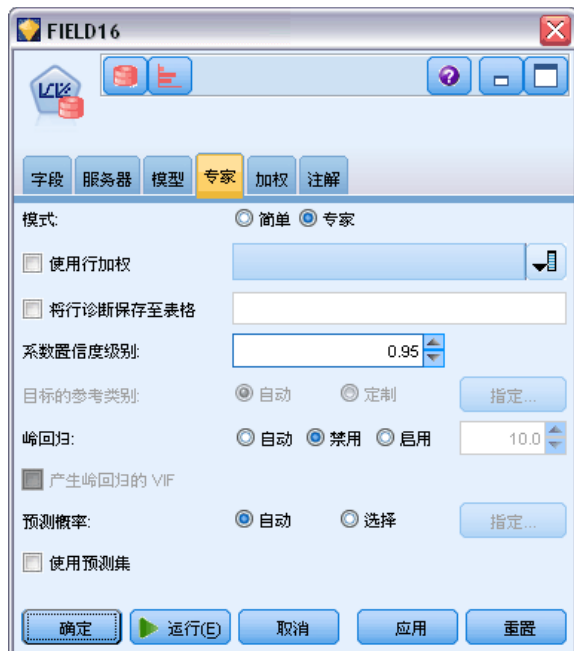 FIELD16
字段 服务器 模型 专家 加权 注解
模式: 简单 专家
使用行加权
将行诊断保存至表格
系数置信度级别: 0.95
目标的参考类别: 自动 定制 指定...
岭回归: 自动 禁用 启用 10.0
产生岭回归的 VIF
预测概率: 自动 选择 指定...
使用预测集
确定 运行(E) 取消 应用 重置